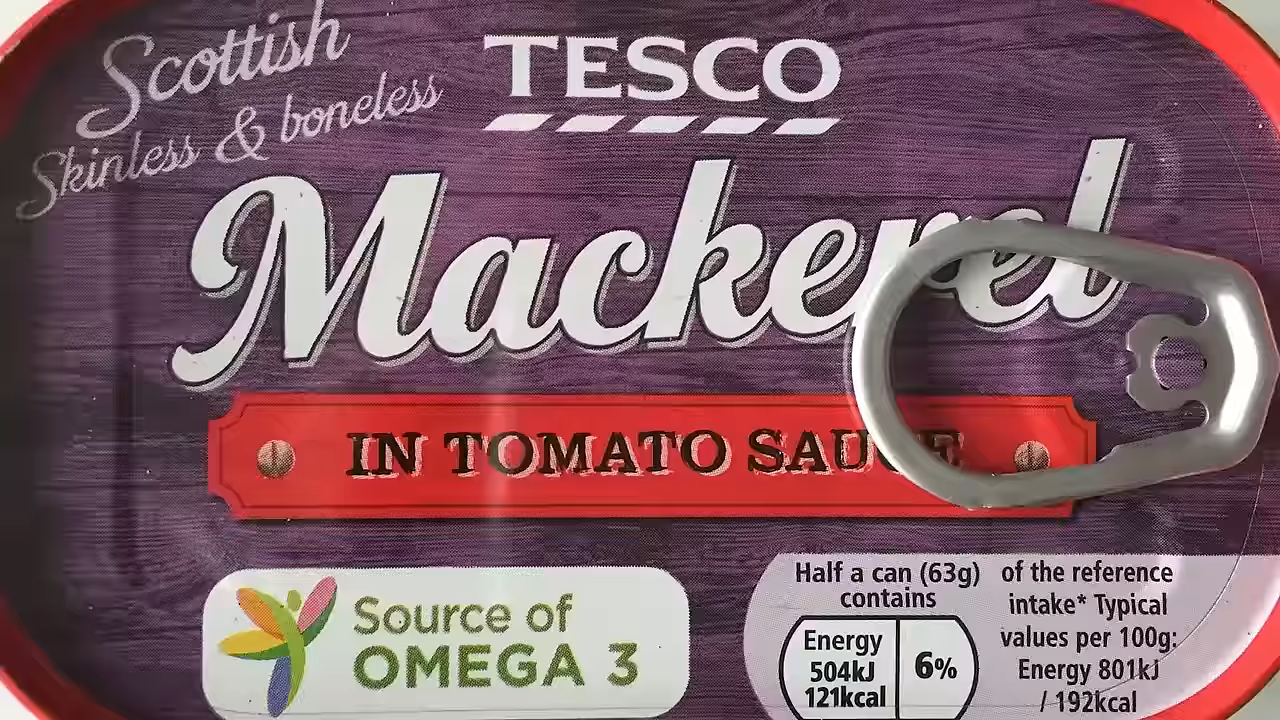 Scottish
Skinless & boneless
TESCO
Mackerel
IN TOMATO SAUCE
Source of
OMEGA 3
Half a can (63g)
contains
Energy
504kJ
121kcal
6%
of the reference
intake* Typical
values per 100g:
Energy 801kJ
/ 192kcal